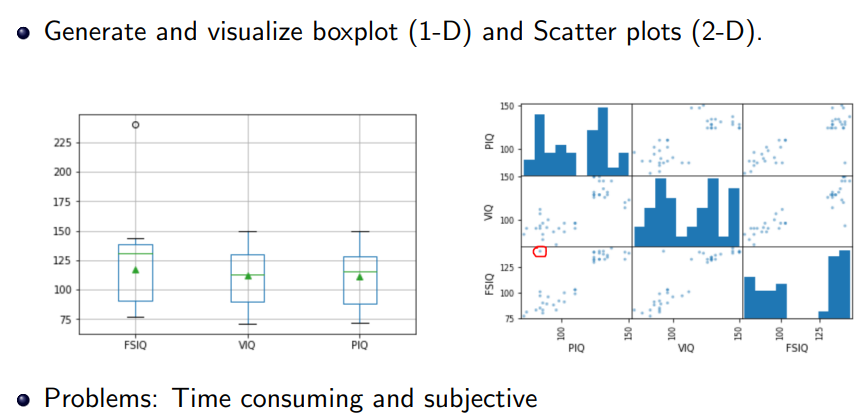 Generate and visualize boxplot (1-D) and Scatter plots (2-D).
225
200
175
150
125
100
75
FSIQ VIQ PIQ
150
100
PIQ
150
100
VIQ
125
100
75
FSIQ
100 150 100 150 100 125
PIQ VIQ FSIQ
Problems: Time consuming and subjective